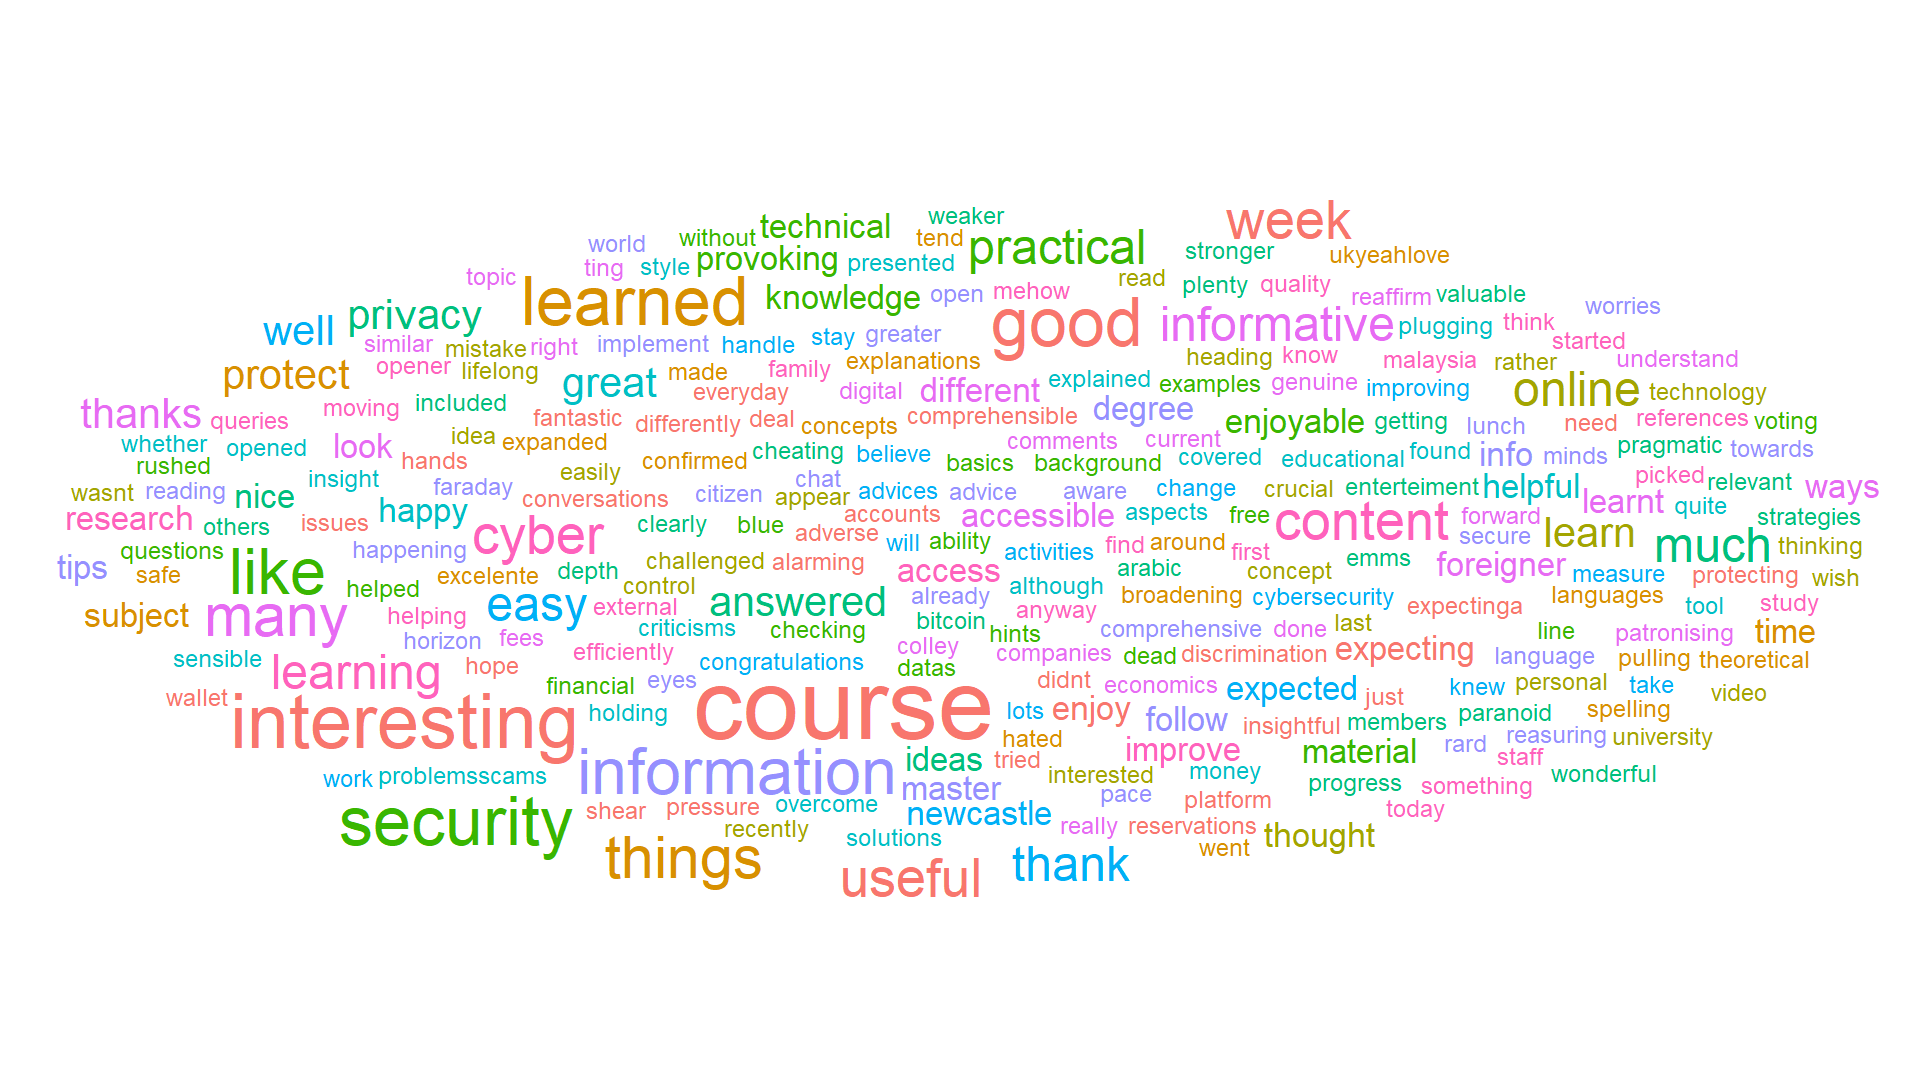 weaker
week
technical
world
without
tend
practical
stronger
ukyeahlove
topic
ting
style
provoking
presented
read
plenty
quality
learned
knowledge
open
mehow
good
informative
reaffirm
valuable
worries
well
privacy
similar
mistake
right
implement
handle
stay
greater
plugging
think
started
protect
opener
lifelong
great
made
family
explanations
heading
know
malaysia
rather
understand
thanks
queries
moving
included
everyday
digital
different
explained
examples
genuine
improving
online
technology
fantastic
differently
deal
concepts
comprehensible
degree
enjoyable
getting
lunch
need
references
voting
whether
opened
look
idea
expanded
cheating
believe
comments
current
pragmatic
towards
rushed
insight
hands
easily
confirmed
chat
basics
background
covered
educational
found
info
minds
wasnt
reading
nice
faraday
conversations
citizen
appear
advices
advice
aware
change
crucial
enterteiment
helpful
picked
relevant
ways
research
others
issues
happy
cyber
clearly
blue
adverse
accounts
accessible
aspects
free
content
forward
learnt
quite
strategies
questions
like
happening
challenged
alarming
will
ability
activities
find
around
first
secure
learn
much
thinking
tips
safe
helped
excelente
depth
control
access
although
arabic
concept
emms
foreigner
measure
protecting
wish
subject
many
helping
easy
external
answered
already
anyway
broadening
cybersecurity
expectinga
languages
tool
study
horizon
fees
criticisms
checking
bitcoin
hints
comprehensive
done
last
line
patronising
time
sensible
learning
hope
efficiently
congratulations
colley
datas
companies
dead
discrimination
expecting
language
pulling
theoretical
wallet
financial
eyes
course
didnt
economics
expected
just
knew
personal
take
video
interesting
holding
lots
enjoy
follow
insightful
members
paranoid
spelling
hated
improve
material
rard
reasuring
university
work
problemsscams
information
ideas
tried
interested
money
progress
something
staff
wonderful
security
shear
pressure
overcome
master
pace
platform
today
newcastle
recently
solutions
really
reservations
thought
things
useful
thank
went